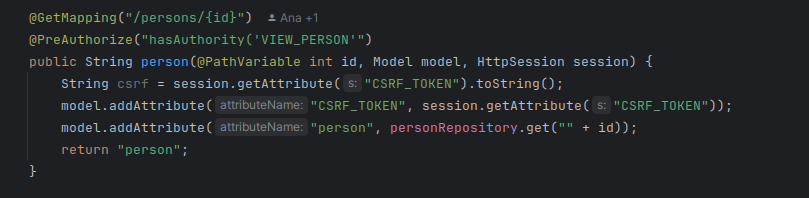 @GetMapping("/persons/{id}") Ana +1
@PreAuthorize("hasAuthority('VIEW_PERSON'")
public String person(@PathVariable int id, Model model, HttpSession session) {
String csrf = session.getAttribute( s: "CSRF_TOKEN").toString();
model.addAttribute( attributeName: "CSRF_TOKEN", session.getAttribute( s: "CSRF_TOKEN"));
model.addAttribute( attributeName: "person", personRepository.get("" + id));
return "person";
}